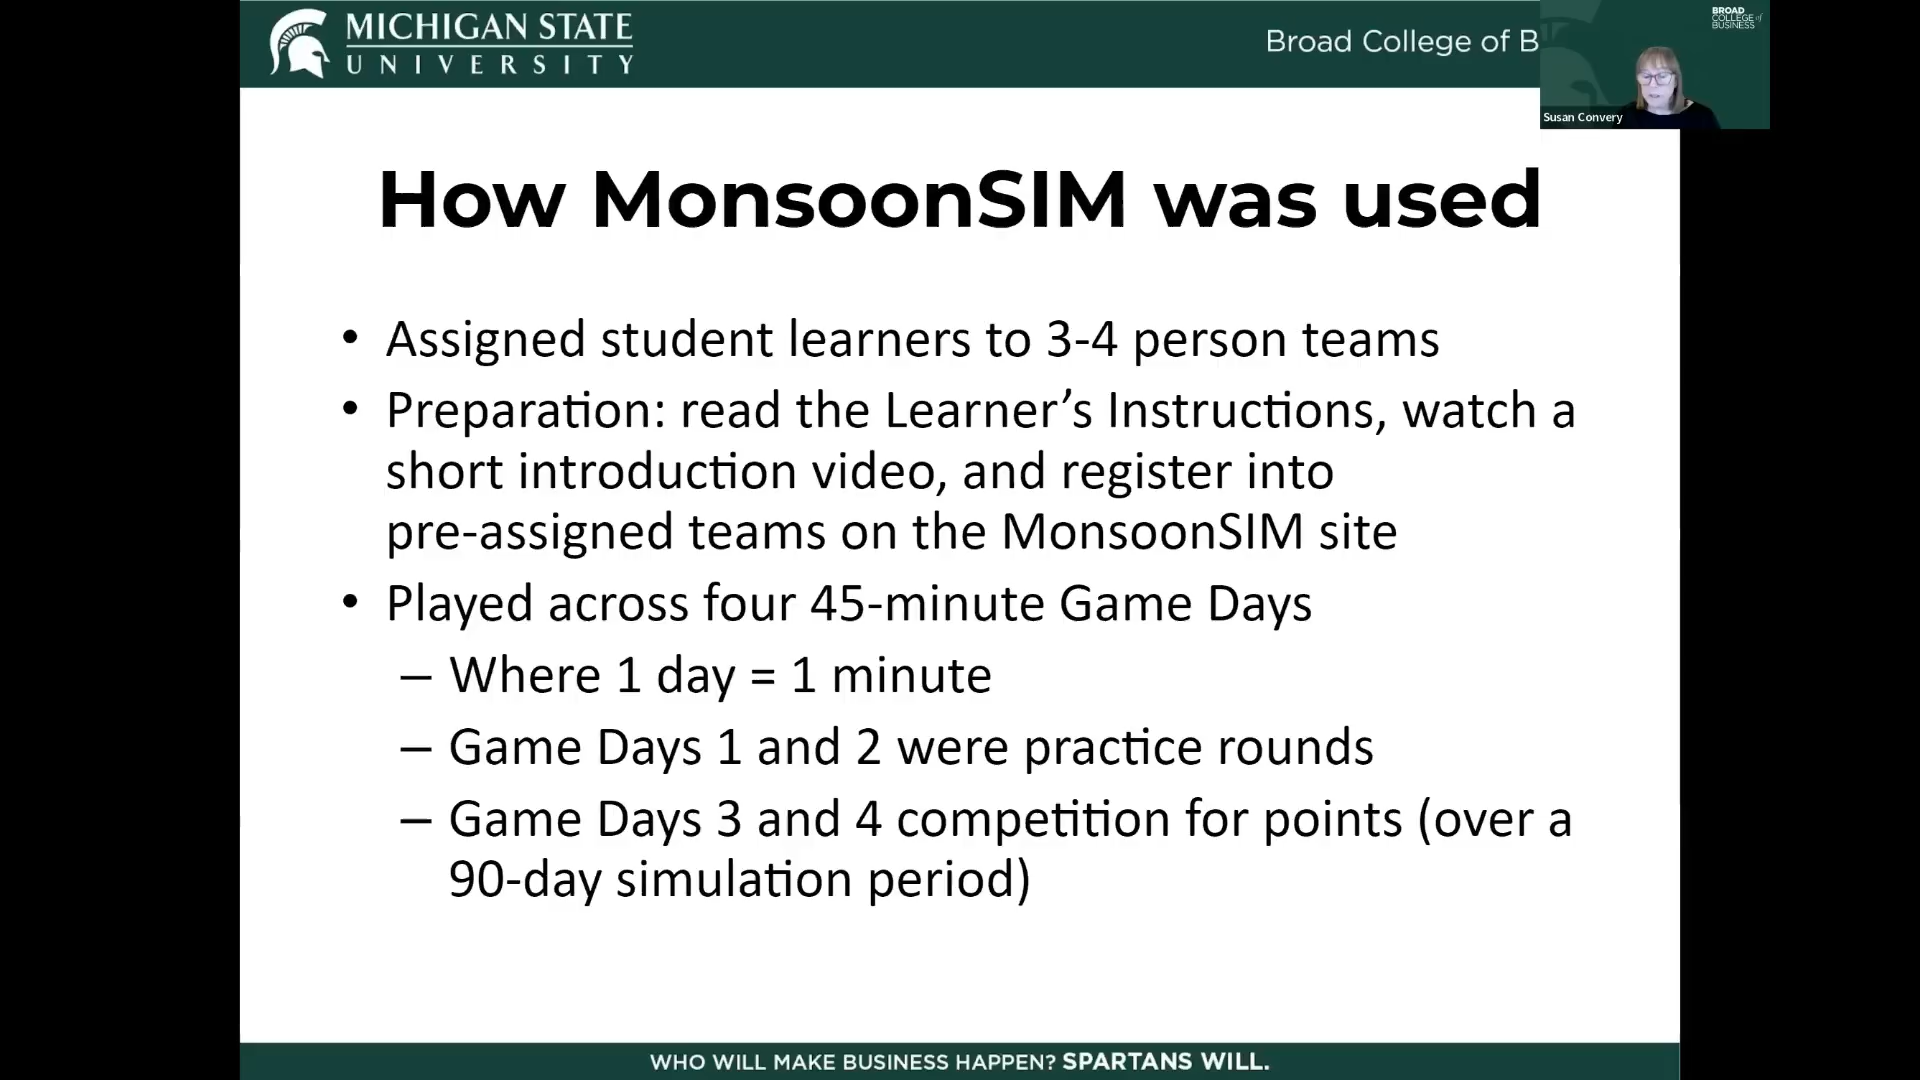 MICHIGAN STATE
UNIVERSITY
Broad College of B
BROAD
COLLEGE of
BUSINESS
Susan Convery
How MonsoonSIM was used
• Assigned student learners to 3-4 person teams
• Preparation: read the Learner’s Instructions, watch a
short introduction video, and register into
pre-assigned teams on the MonsoonSIM site
• Played across four 45-minute Game Days
– Where 1 day = 1 minute
– Game Days 1 and 2 were practice rounds
– Game Days 3 and 4 competition for points (over a
90-day simulation period)
WHO WILL MAKE BUSINESS HAPPEN? SPARTANS WILL.